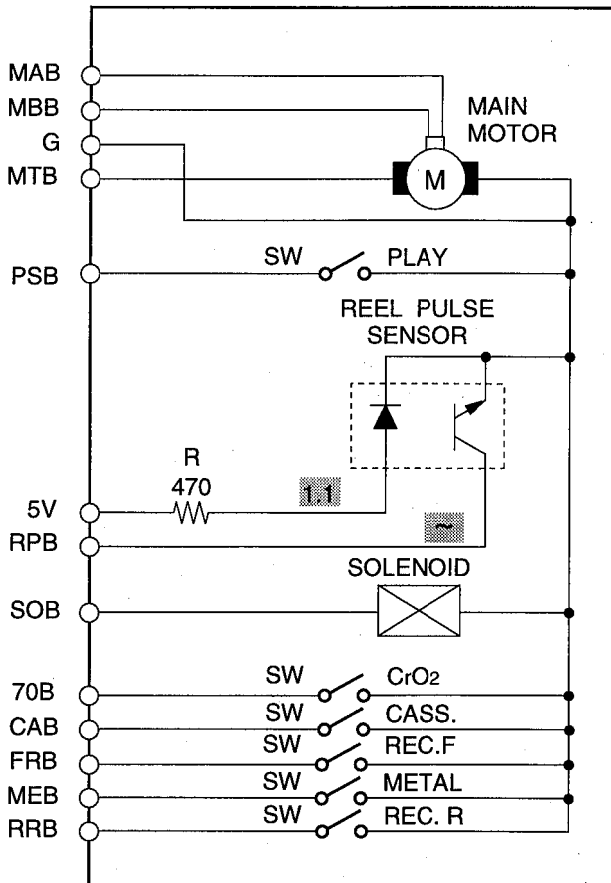 MAB
MBB
MAIN
MOTOR
G
MTB
M
PSB
SW
PLAY
REEL PULSE
SENSOR
R
470
1.1
5V
~
RPB
SOLENOID
SOB
70B
SW
CrO2
CAB
SW
CASS.
FRB
SW
REC.F
MEB
SW
METAL
RRB
SW
REC. R